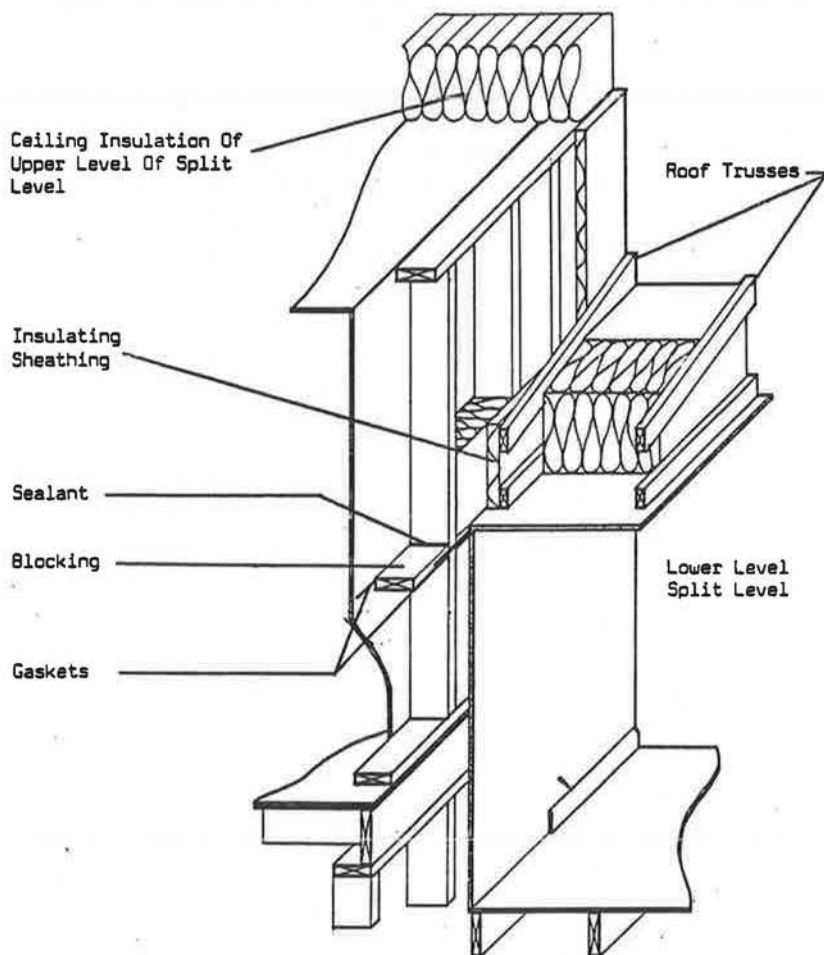 Ceiling Insulation Of
Upper Level Of Split
Level
Roof Trusses
Insulating
Sheathing
Sealant
Blocking
Lower Level
Split Level
Gaskets